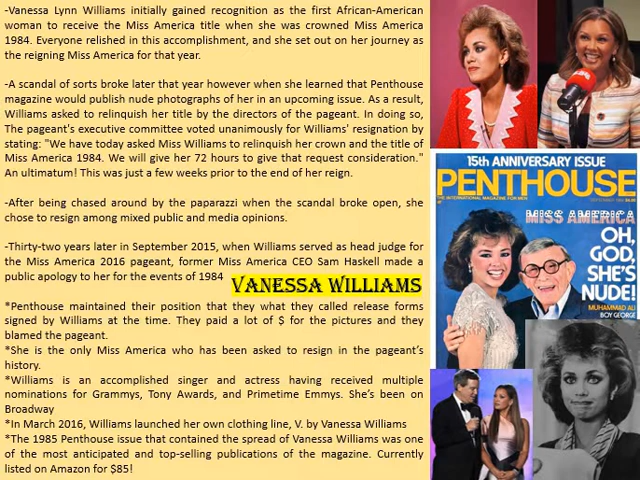 -Vanessa Lynn Williams initially gained recognition as the first African-American
woman to receive the Miss America title when she was crowned Miss America
1984. Everyone relished in this accomplishment, and she set out on her journey as
the reigning Miss America for that year.
-A scandal of sorts broke later that year however when she learned that Penthouse
magazine would publish nude photographs of her in an upcoming issue. As a result,
Williams asked to relinquish her title by the directors of the pageant. In doing so,
The pageant's executive committee voted unanimously for Williams' resignation by
stating: "We have today asked Miss Williams to relinquish her crown and the title of
Miss America 1984. We will give her 72 hours to give that request consideration."
An ultimatum! This was just a few weeks prior to the end of her reign.
-After being chased around by the paparazzi when the scandal broke open, she
chose to resign among mixed public and media opinions.
-Thirty-two years later in September 2015, when Williams served as head judge for
the Miss America 2016 pageant, former Miss America CEO Sam Haskell made a
public apology to her for the events of 1984
VANESSA WILLIAMS
*Penthouse maintained their position that they what they called release forms
signed by Williams at the time. They paid a lot of $ for the pictures and they
blamed the pageant.
*She is the only Miss America who has been asked to resign in the pageant's
history.
*Williams is an accomplished singer and actress having received multiple
nominations for Grammys, Tony Awards, and Primetime Emmys. She's been on
Broadway
*In March 2016, Williams launched her own clothing line, V. by Vanessa Williams
*The 1985 Penthouse issue that contained the spread of Vanessa Williams was one
of the most anticipated and top-selling publications of the magazine. Currently
listed on Amazon for $85!
15th ANNIVERSARY ISSUE
PENTHOUSE
THE INTERNATIONAL MAGAZINE FOR MEN
MISS AMERICA
OH,
GOD,
SHE'S
NUDE!
MUHAMMAD ALI
BOY GEORGE